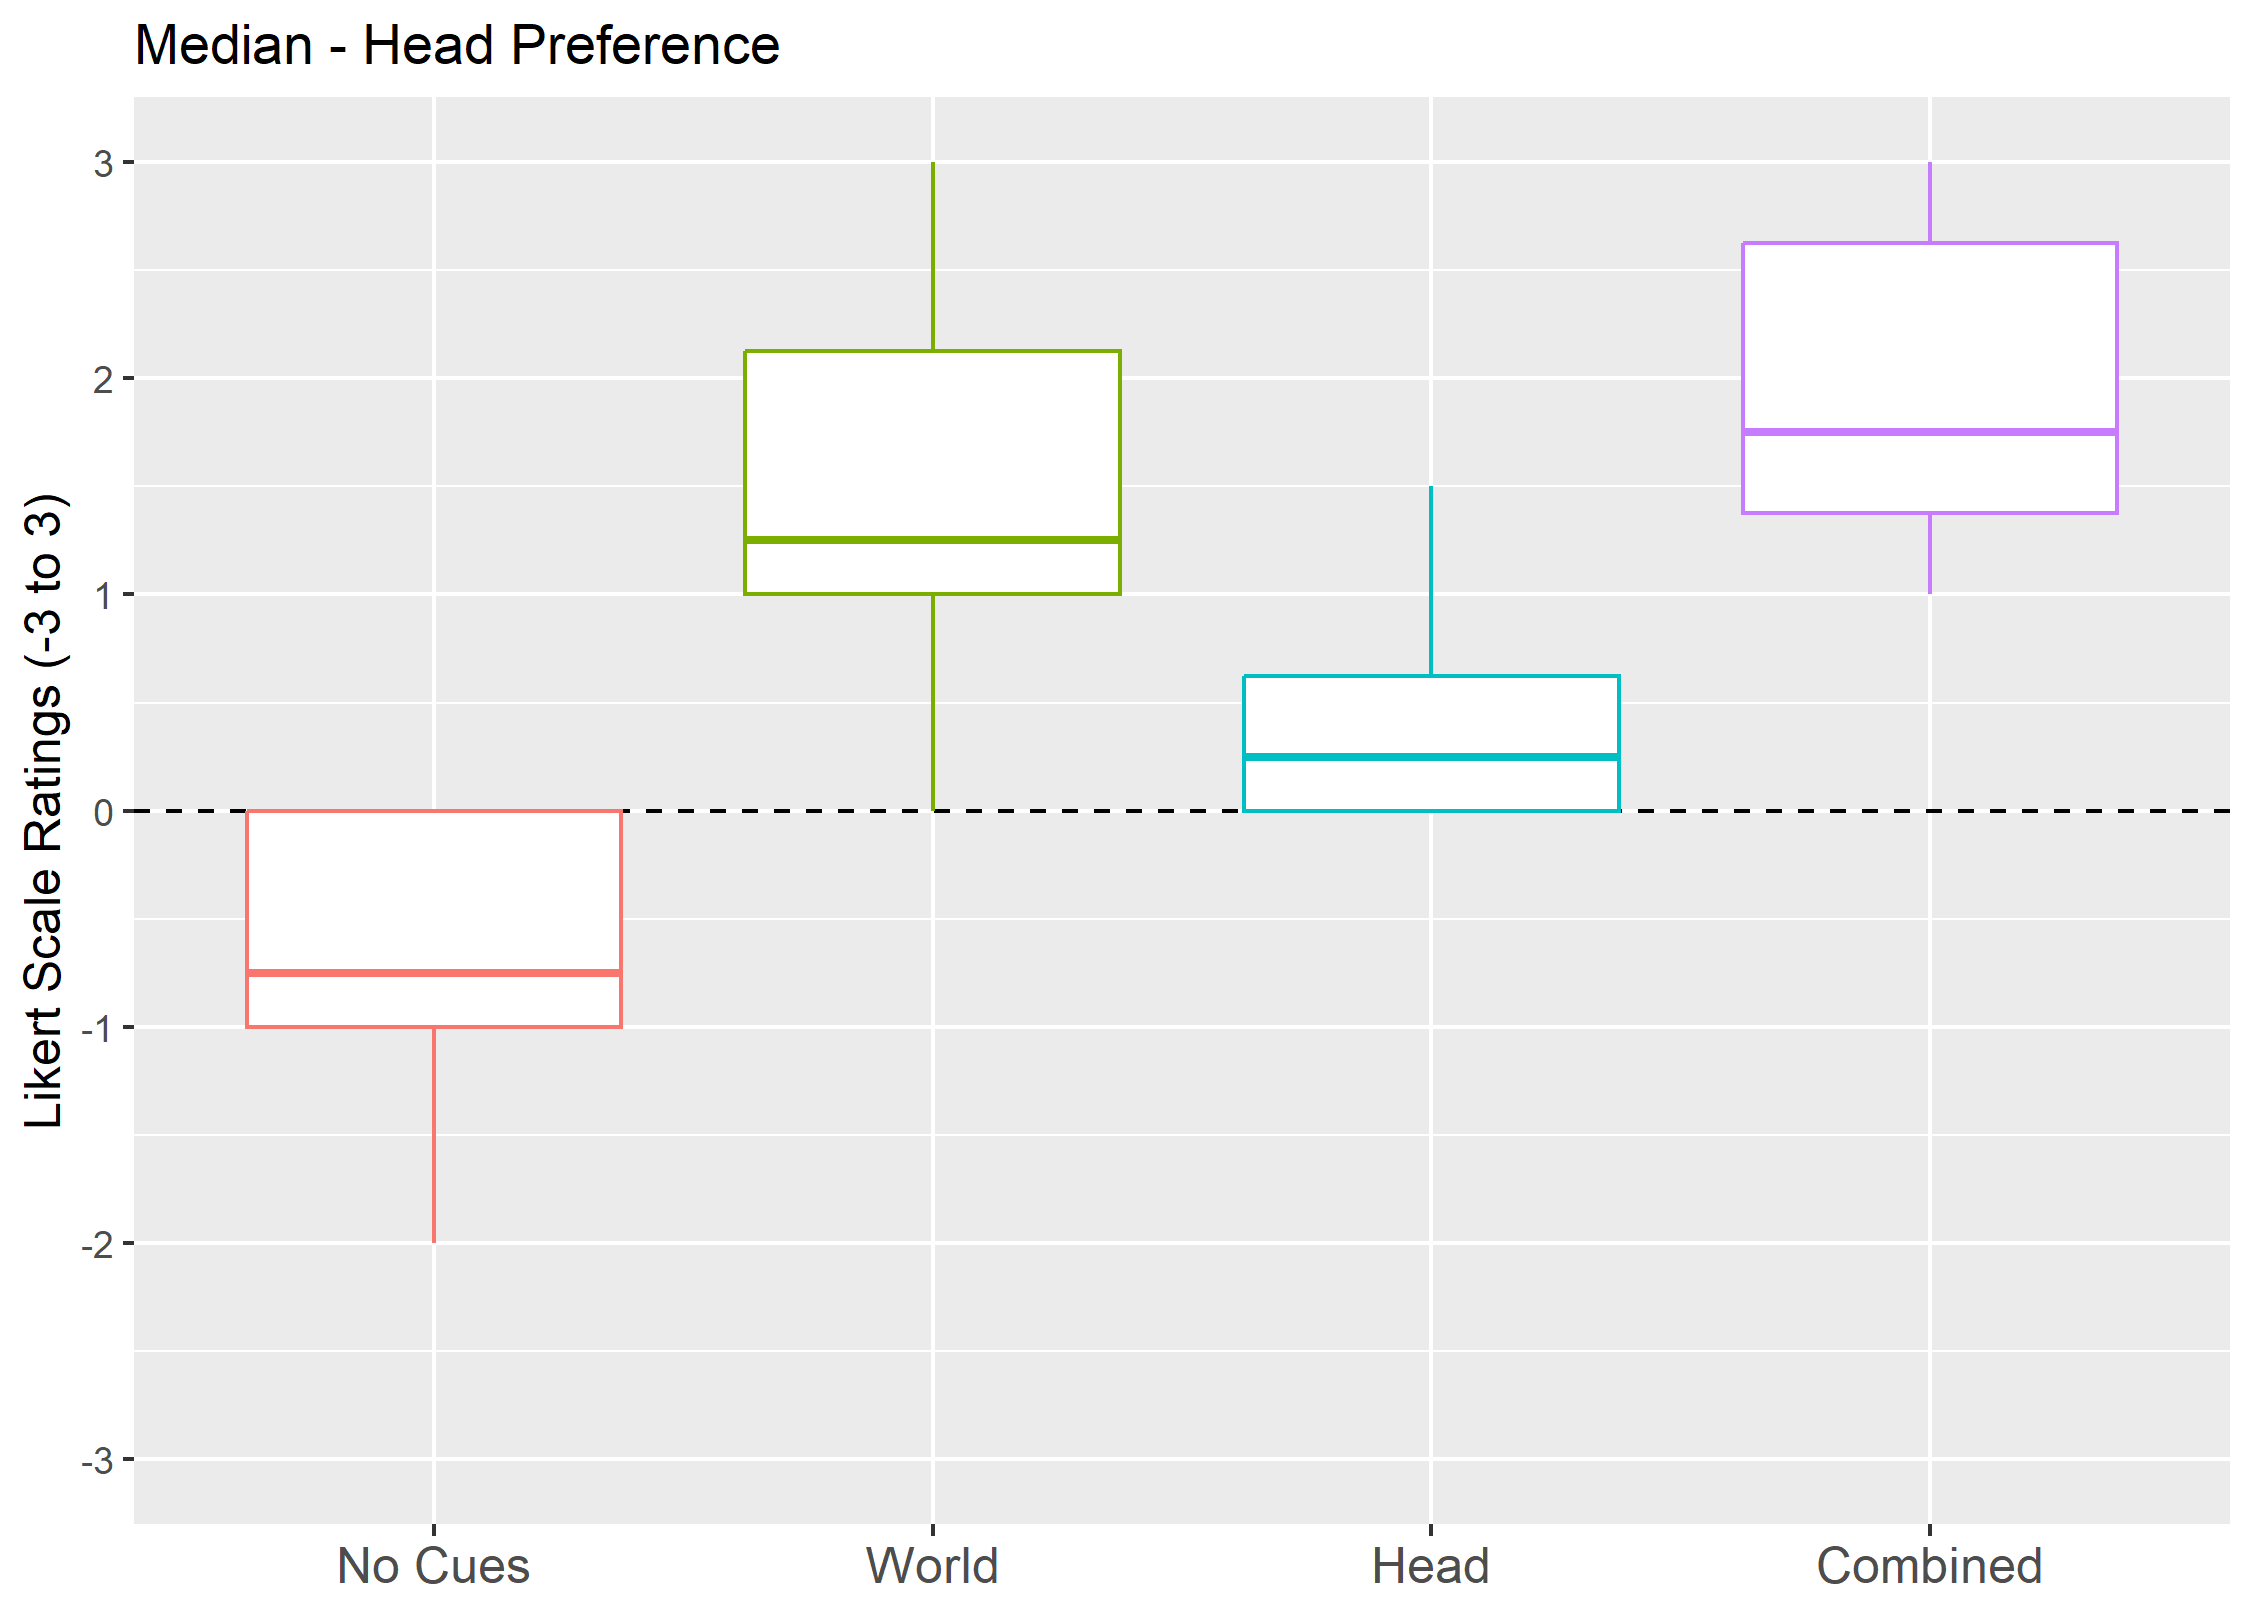 Median - Head Preference
Likert Scale Ratings (-3 to 3)
3
2
1
0
-1
-2
-3
No Cues
World
Head
Combined